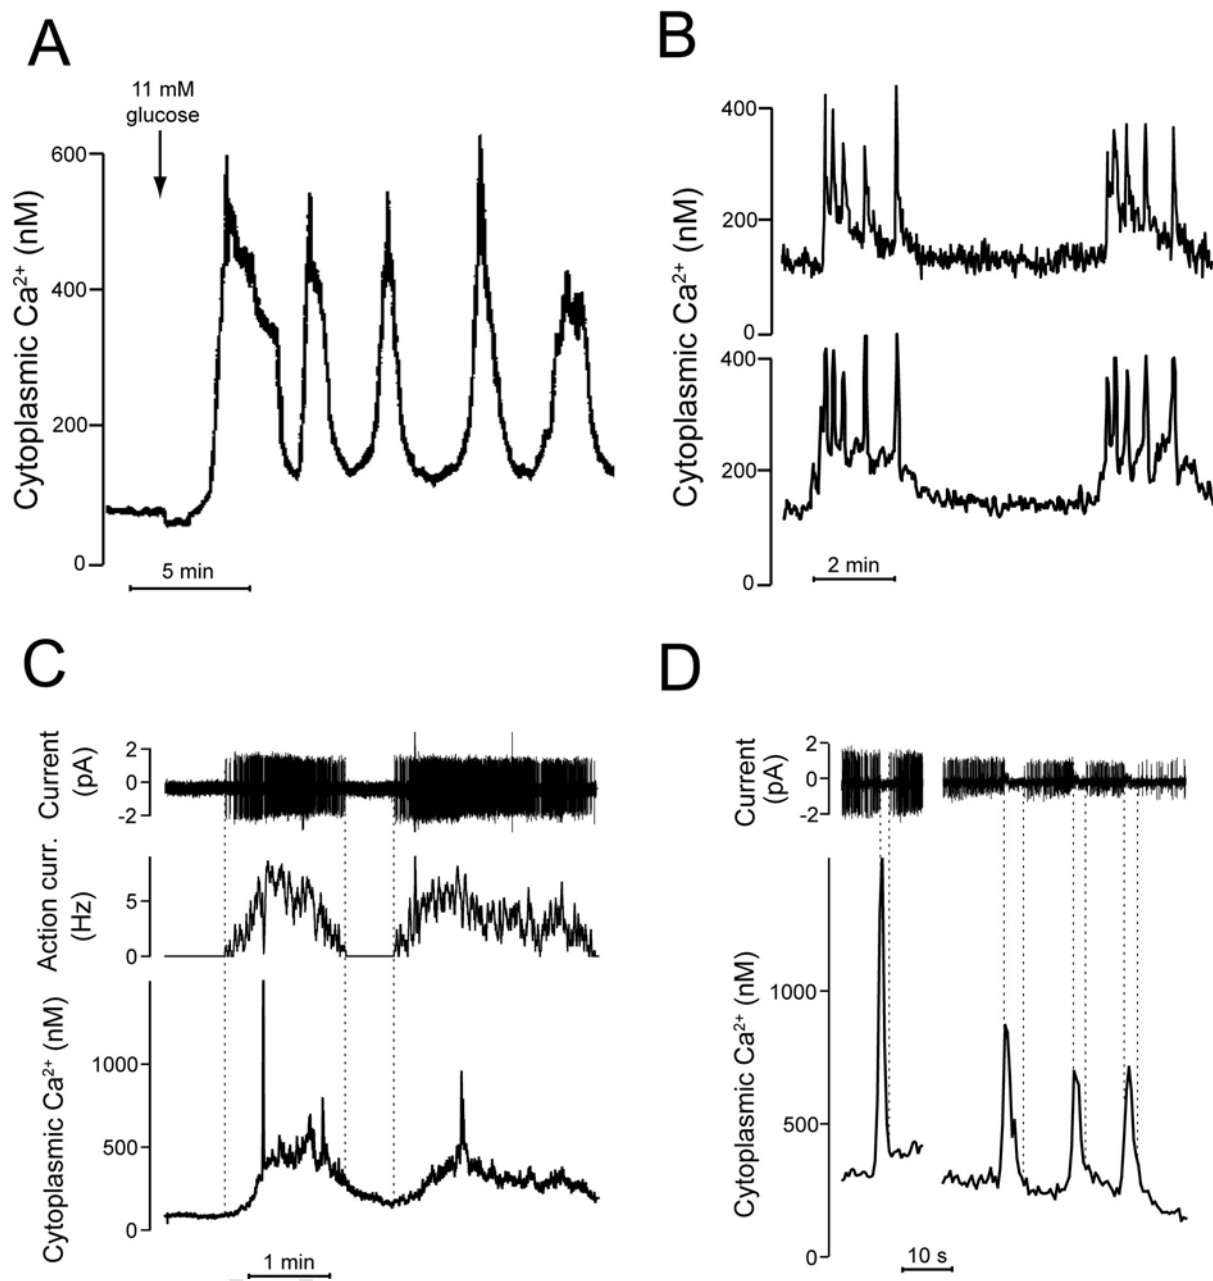 A
11 mM
glucose
Cytoplasmic Ca²⁺ (nM)
600
400
200
0
5 min
B
Cytoplasmic Ca²⁺ (nM)
400
200
0
400
200
0
2 min
C
Current
(pA)
2
0
-2
Action curr.
(Hz)
5
0
Cytoplasmic Ca²⁺ (nM)
1000
500
0
1 min
D
Current
(pA)
2
0
-2
Cytoplasmic Ca²⁺ (nM)
1000
500
0
10 s